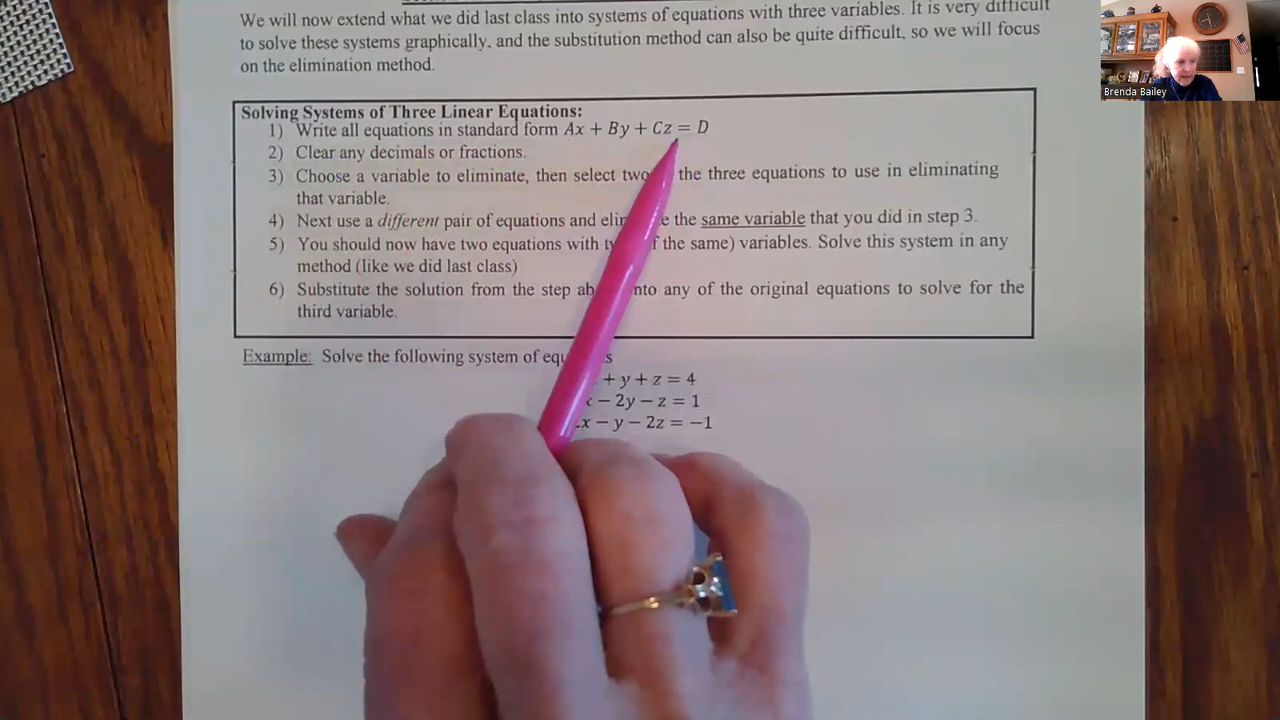 We will now extend what we did last class into systems of equations with three variables. It is very difficult
to solve these systems graphically, and the substitution method can also be quite difficult, so we will focus
on the elimination method.
Solving Systems of Three Linear Equations:
1) Write all equations in standard form Ax + By + Cz = D
2) Clear any decimals or fractions.
3) Choose a variable to eliminate, then select two the three equations to use in eliminating
that variable.
4) Next use a different pair of equations and the same variable that you did in step 3.
5) You should now have two equations with the same) variables. Solve this system in any
method (like we did last class)
6) Substitute the solution from the step any of the original equations to solve for the
third variable.
Example: Solve the following system of
+ y + z = 4
− 2y − z = 1
x − y − 2z = −1
Brenda Bailey